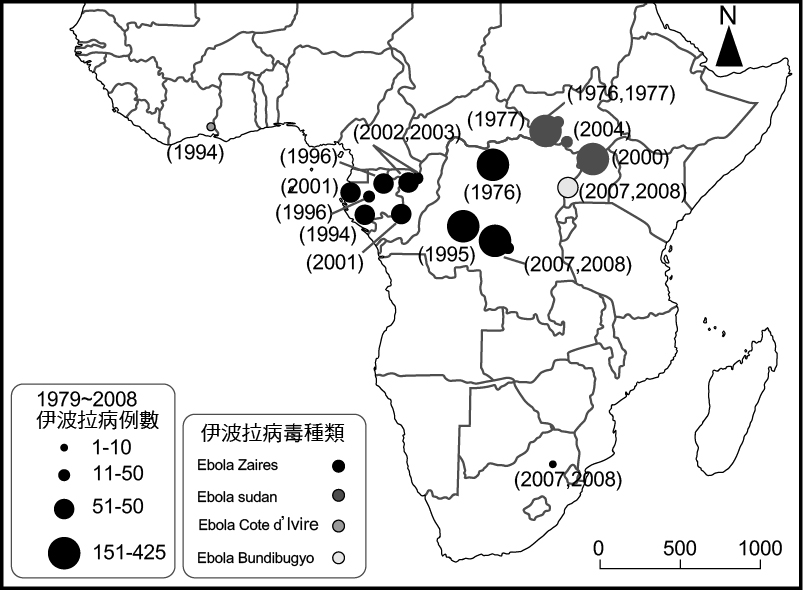 N
(1976,1977)
(1977)
(2004)
(2002,2003)
(1994)
(1996)
(2000)
(2001)
(1976)
(2007,2008)
(1996)
(1994)
(1995)
(2001)
(2007,2008)
1979~2008
伊波拉病例數
1-10
11-50
51-50
151-425
伊波拉病毒種類
Ebola Zaires
Ebola sudan
Ebola Cote d'Ivire
Ebola Bundibugyo
(2007,2008)
0 500 1000